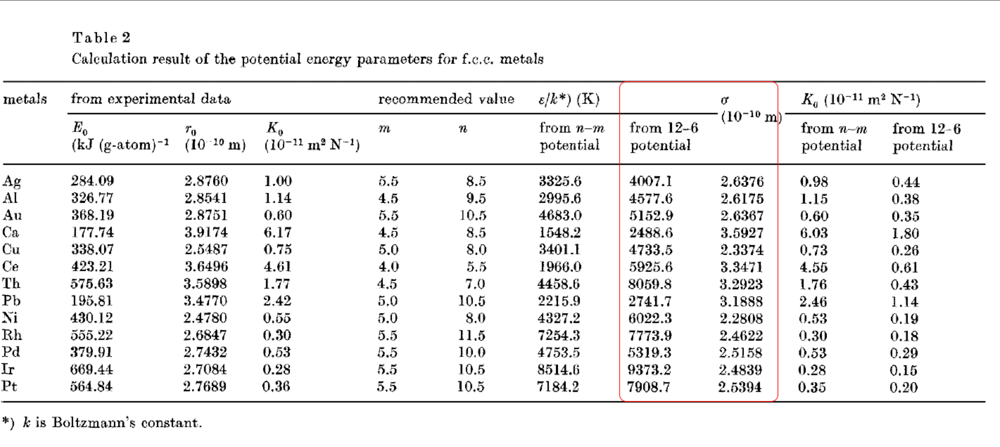 Table 2
Calculation result of the potential energy parameters for f.c.c. metals
metals from experimental data recommended value ε/k*) (K) σ (10⁻¹⁰ m) K₀ (10⁻¹¹ m² N⁻¹)
E₀ (kJ (g-atom)⁻¹ r₀ (10⁻¹⁰ m) K₀ (10⁻¹¹ m² N⁻¹) m n from n–m potential from 12–6 potential from n–m potential from 12–6 potential
Ag 284.09 2.8760 1.00 5.5 8.5 3325.6 4007.1 2.6376 0.98 0.44
Al 326.77 2.8541 1.14 4.5 9.5 2995.6 4577.6 2.6175 1.15 0.38
Au 368.19 2.8751 0.60 5.5 10.5 4683.0 5152.9 2.6367 0.60 0.35
Ca 177.74 3.9174 6.17 4.5 8.5 1548.2 2488.6 3.5927 6.03 1.80
Cu 338.07 2.5487 0.75 5.0 8.0 3401.1 4733.5 2.3374 0.73 0.26
Ce 423.21 3.6496 4.61 4.0 5.5 1966.0 5925.6 3.3471 4.55 0.61
Th 575.63 3.5898 1.77 4.5 7.0 4458.6 8059.8 3.2923 1.76 0.43
Pb 195.81 3.4770 2.42 5.0 10.5 2215.9 2741.7 3.1888 2.46 1.14
Ni 430.12 2.4780 0.55 5.0 8.0 4327.2 6022.3 2.2808 0.53 0.19
Rh 555.22 2.6847 0.30 5.5 11.5 7254.3 7773.9 2.4622 0.30 0.18
Pd 379.91 2.7432 0.53 5.5 10.0 4753.5 5319.3 2.5158 0.53 0.29
Ir 669.44 2.7084 0.28 5.5 10.5 8514.6 9373.2 2.4839 0.28 0.15
Pt 564.84 2.7689 0.36 5.5 10.5 7184.2 7908.7 2.5394 0.35 0.20
*) k is Boltzmann's constant.